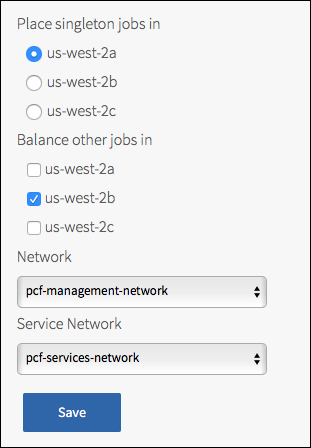 Place singleton jobs in
us-west-2a
us-west-2b
us-west-2c
Balance other jobs in
us-west-2a
us-west-2b
us-west-2c
Network
pcf-management-network
Service Network
pcf-services-network
Save